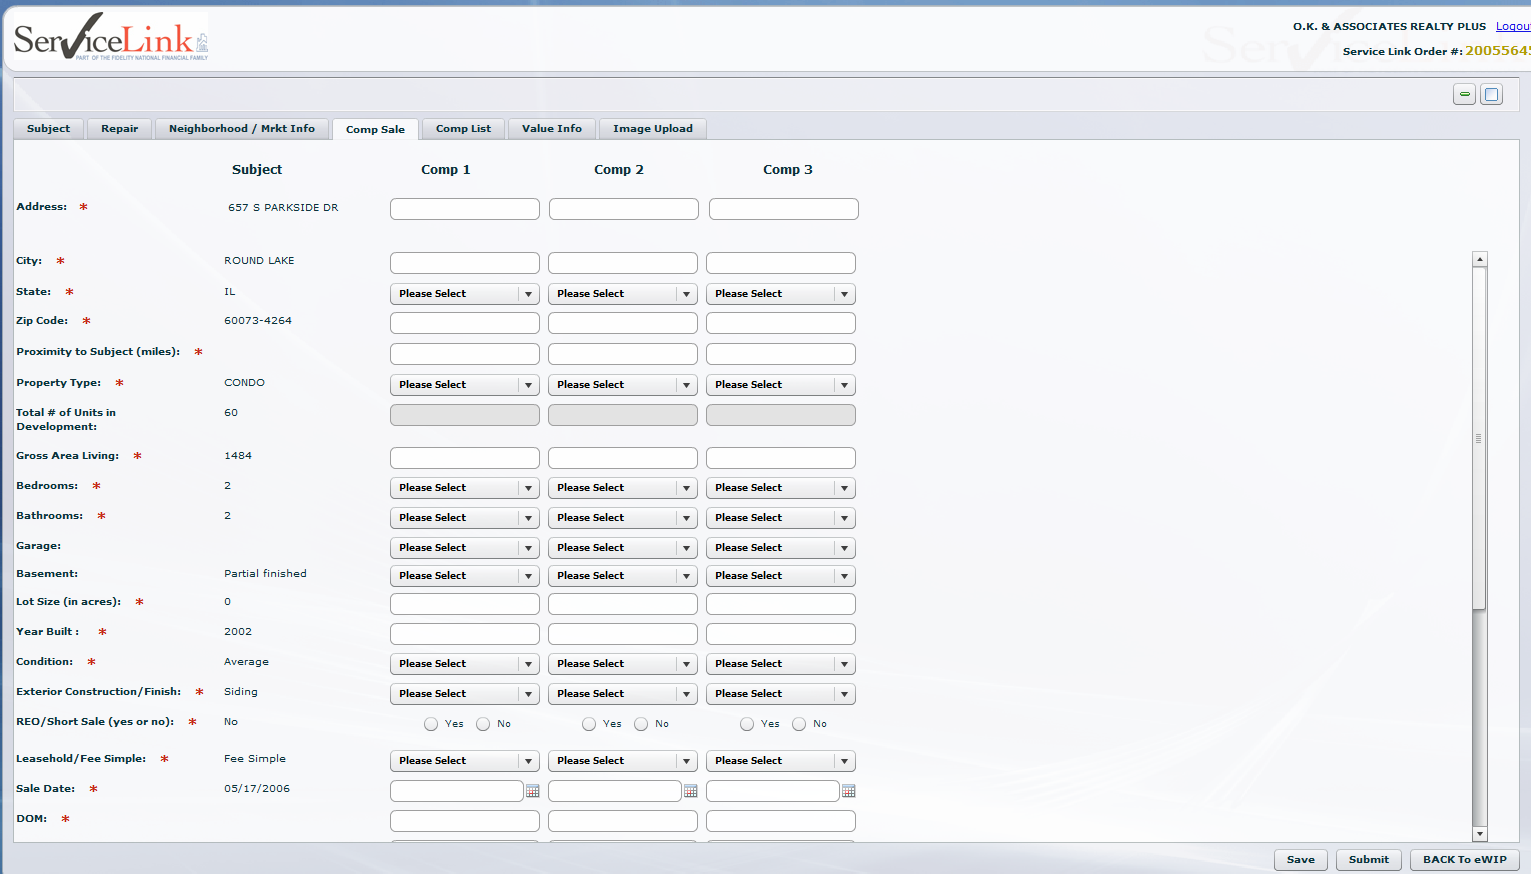 ServiceLink
PART OF THE FIDELITY NATIONAL FINANCIAL FAMILY
O.K. & ASSOCIATES REALTY PLUS Logout
Service Link Order #: 2005564
Subject Repair Neighborhood / Mrkt Info Comp Sale Comp List Value Info Image Upload
Subject Comp 1 Comp 2 Comp 3
Address: * 657 S PARKSIDE DR
City: * ROUND LAKE
State: * IL Please Select Please Select Please Select
Zip Code: * 60073-4264
Proximity to Subject (miles): *
Property Type: * CONDO Please Select Please Select Please Select
Total # of Units in 60
Development:
Gross Area Living: * 1484
Bedrooms: * 2 Please Select Please Select Please Select
Bathrooms: * 2 Please Select Please Select Please Select
Garage: Please Select Please Select Please Select
Basement: Partial finished Please Select Please Select Please Select
Lot Size (in acres): * 0
Year Built : * 2002
Condition: * Average Please Select Please Select Please Select
Exterior Construction/Finish: * Siding Please Select Please Select Please Select
REO/Short Sale (yes or no): * No Yes No Yes No Yes No
Leasehold/Fee Simple: * Fee Simple Please Select Please Select Please Select
Sale Date: * 05/17/2006
DOM: *
Save Submit BACK To eWIP